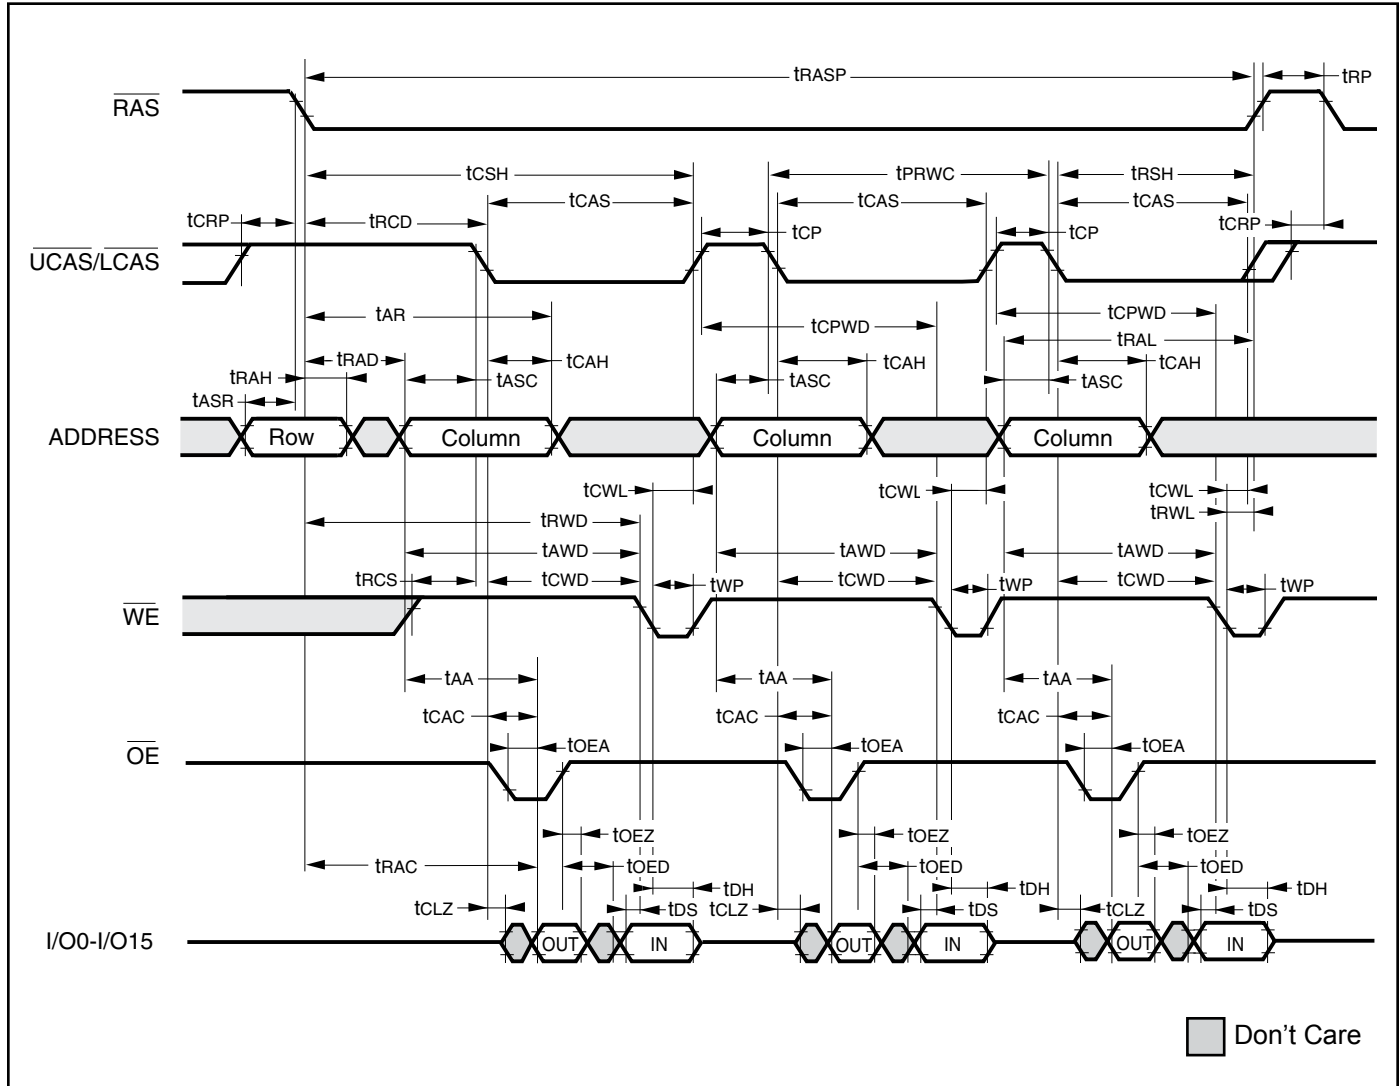 tRASP
tRP
RAS
tCSH
tPRWC
tRSH
tCAS
tCAS
tCAS
tCRP
tRCD
tCP
tCP
tCRP
UCAS/LCAS
tAR
tCPWD
tCPWD
tRAL
tRAD
tCAH
tCAH
tCAH
tRAH
tASC
tASC
tASC
tASR
ADDRESS
Row
Column
Column
Column
tCWL
tCWL
tCWL
tRWL
tRWD
tAWD
tAWD
tAWD
tRCS
tCWD
tWP
tCWD
tWP
tCWD
tWP
WE
tAA
tAA
tAA
tCAC
tCAC
tCAC
tOEA
tOEA
tOEA
OE
tOEZ
tOEZ
tOEZ
tRAC
tOED
tOED
tOED
tDH
tDH
tDH
tCLZ
tDS
tCLZ
tDS
tCLZ
tDS
I/O0-I/O15
OUT
IN
OUT
IN
OUT
IN
Don't Care